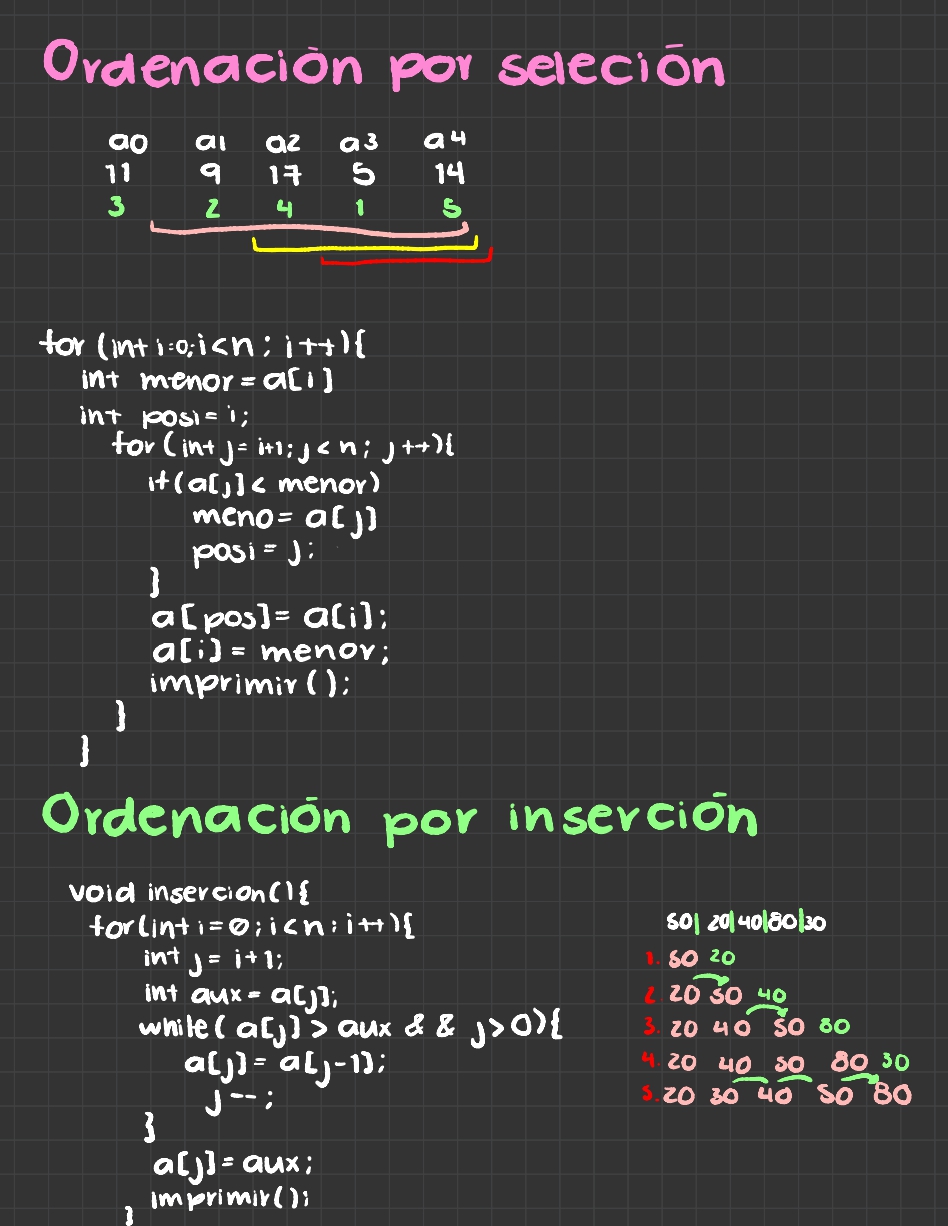 Ordenación por seleción
a0 a1 a2 a3 a4
11 9 17 5 14
3 2 4 1 5
for (int i=0; i<n; i++){
int menor = a[i]
int posi = i;
for (int j= i+1; j < n; j++){
if(a[j] < menor)
meno = a[j]
posi = j;
}
a[pos] = a[i];
a[i] = menor;
imprimir();
}
}
Ordenación por inserción
void insercion(){
for(int i=0; i<n; i++){
int j = i+1;
int aux = a[j];
while( a[j] > aux && j>0){
a[j] = a[j-1];
j--;
}
a[j] = aux;
imprimir();
}
50| 20| 40| 80| 30
1. 50 20
2. 20 50 40
3. 20 40 50 80
4. 20 40 50 80 30
5. 20 30 40 50 80